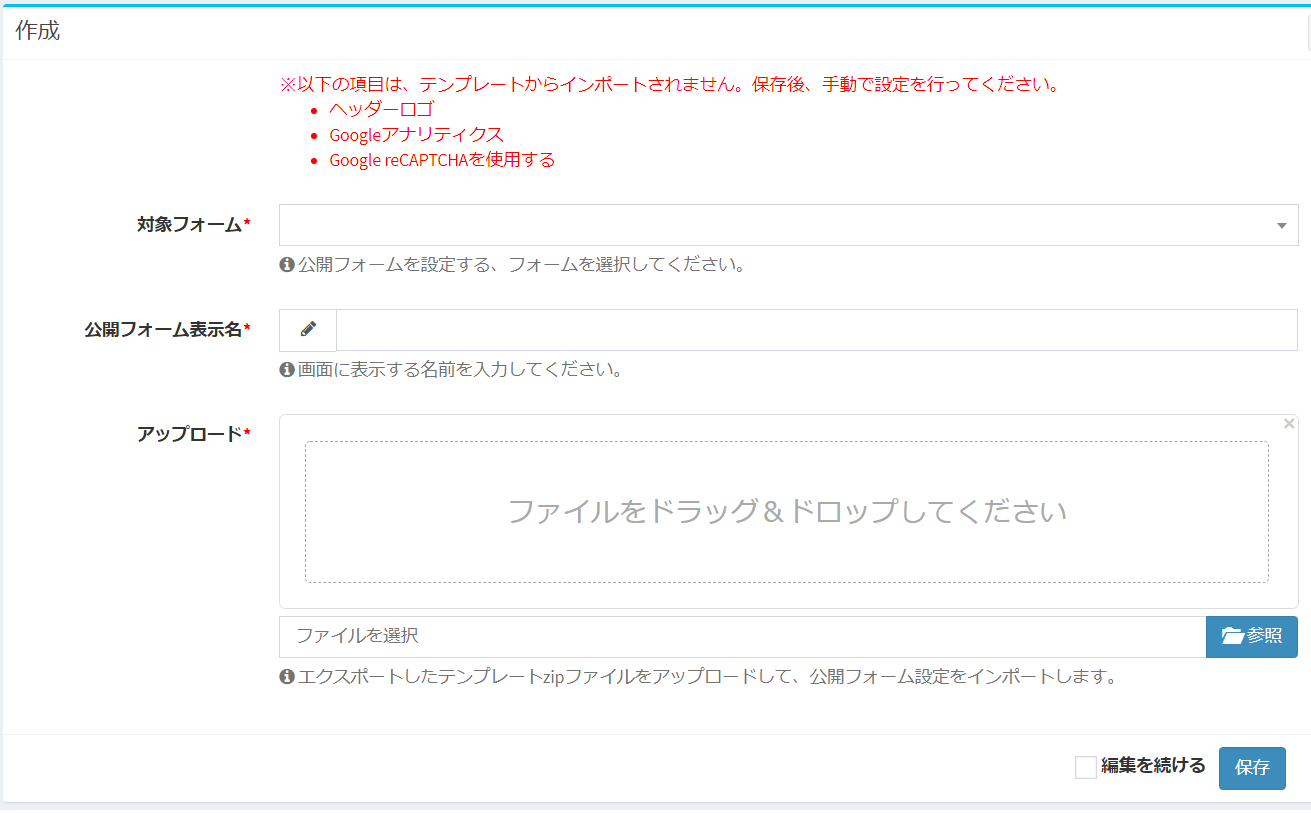 作成
※以下の項目は、テンプレートからインポートされません。保存後、手動で設定を行ってください。
• ヘッダーロゴ
• Googleアナリティクス
• Google reCAPTCHAを使用する
対象フォーム*
公開フォームを設定する、フォームを選択してください。
公開フォーム表示名*
画面に表示する名前を入力してください。
アップロード*
×
ファイルをドラッグ＆ドロップしてください
ファイルを選択
参照
エクスポートしたテンプレートzipファイルをアップロードして、公開フォーム設定をインポートします。
編集を続ける
保存